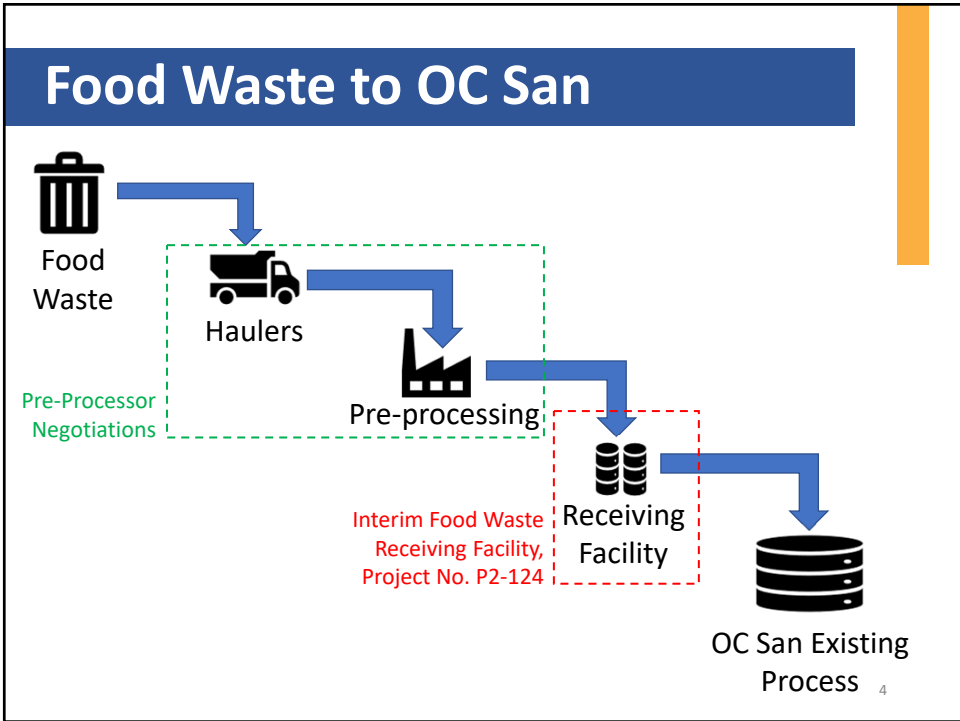 Food Waste to OC San
Food
Waste
Haulers
Pre-processing
Pre-Processor
Negotiations
Receiving
Facility
Interim Food Waste
Receiving Facility,
Project No. P2-124
OC San Existing
Process
4